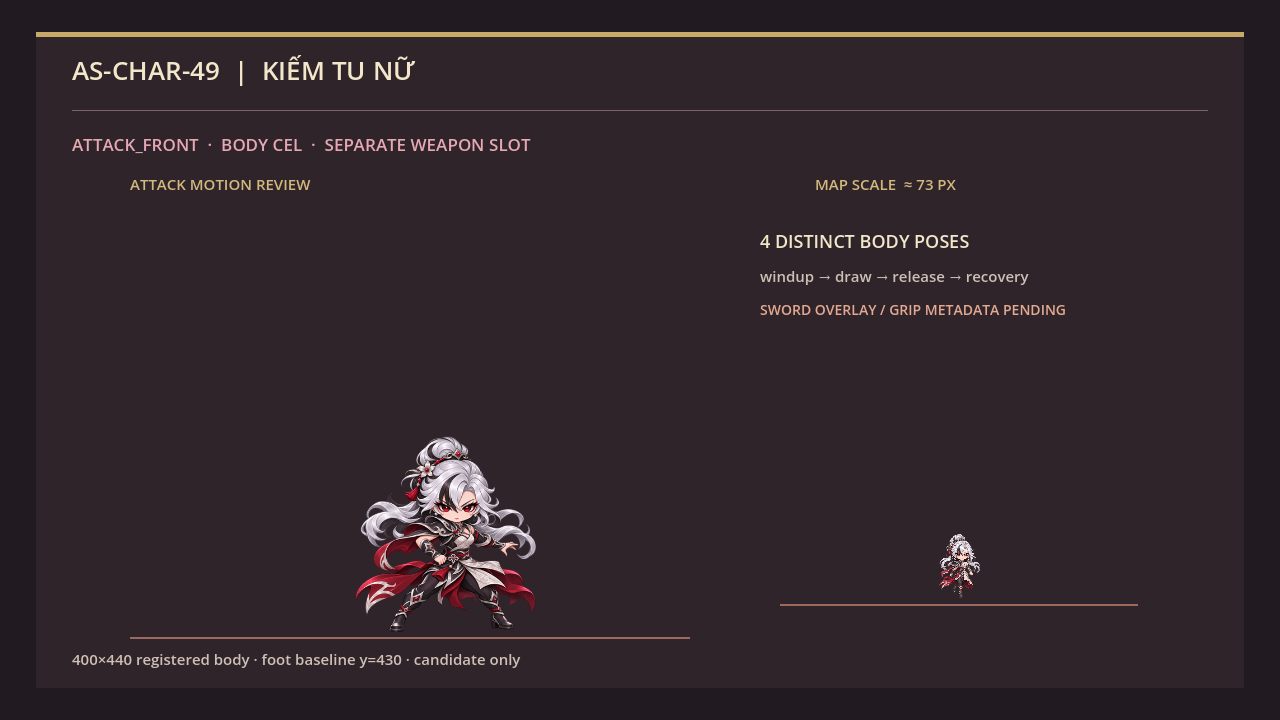 AS-CHAR-49 | KIẾM TU NỮ
ATTACK_FRONT · BODY CEL · SEPARATE WEAPON SLOT
ATTACK MOTION REVIEW
MAP SCALE ≈ 73 PX
4 DISTINCT BODY POSES
windup → draw → release → recovery
SWORD OVERLAY / GRIP METADATA PENDING
400×440 registered body · foot baseline y=430 · candidate only